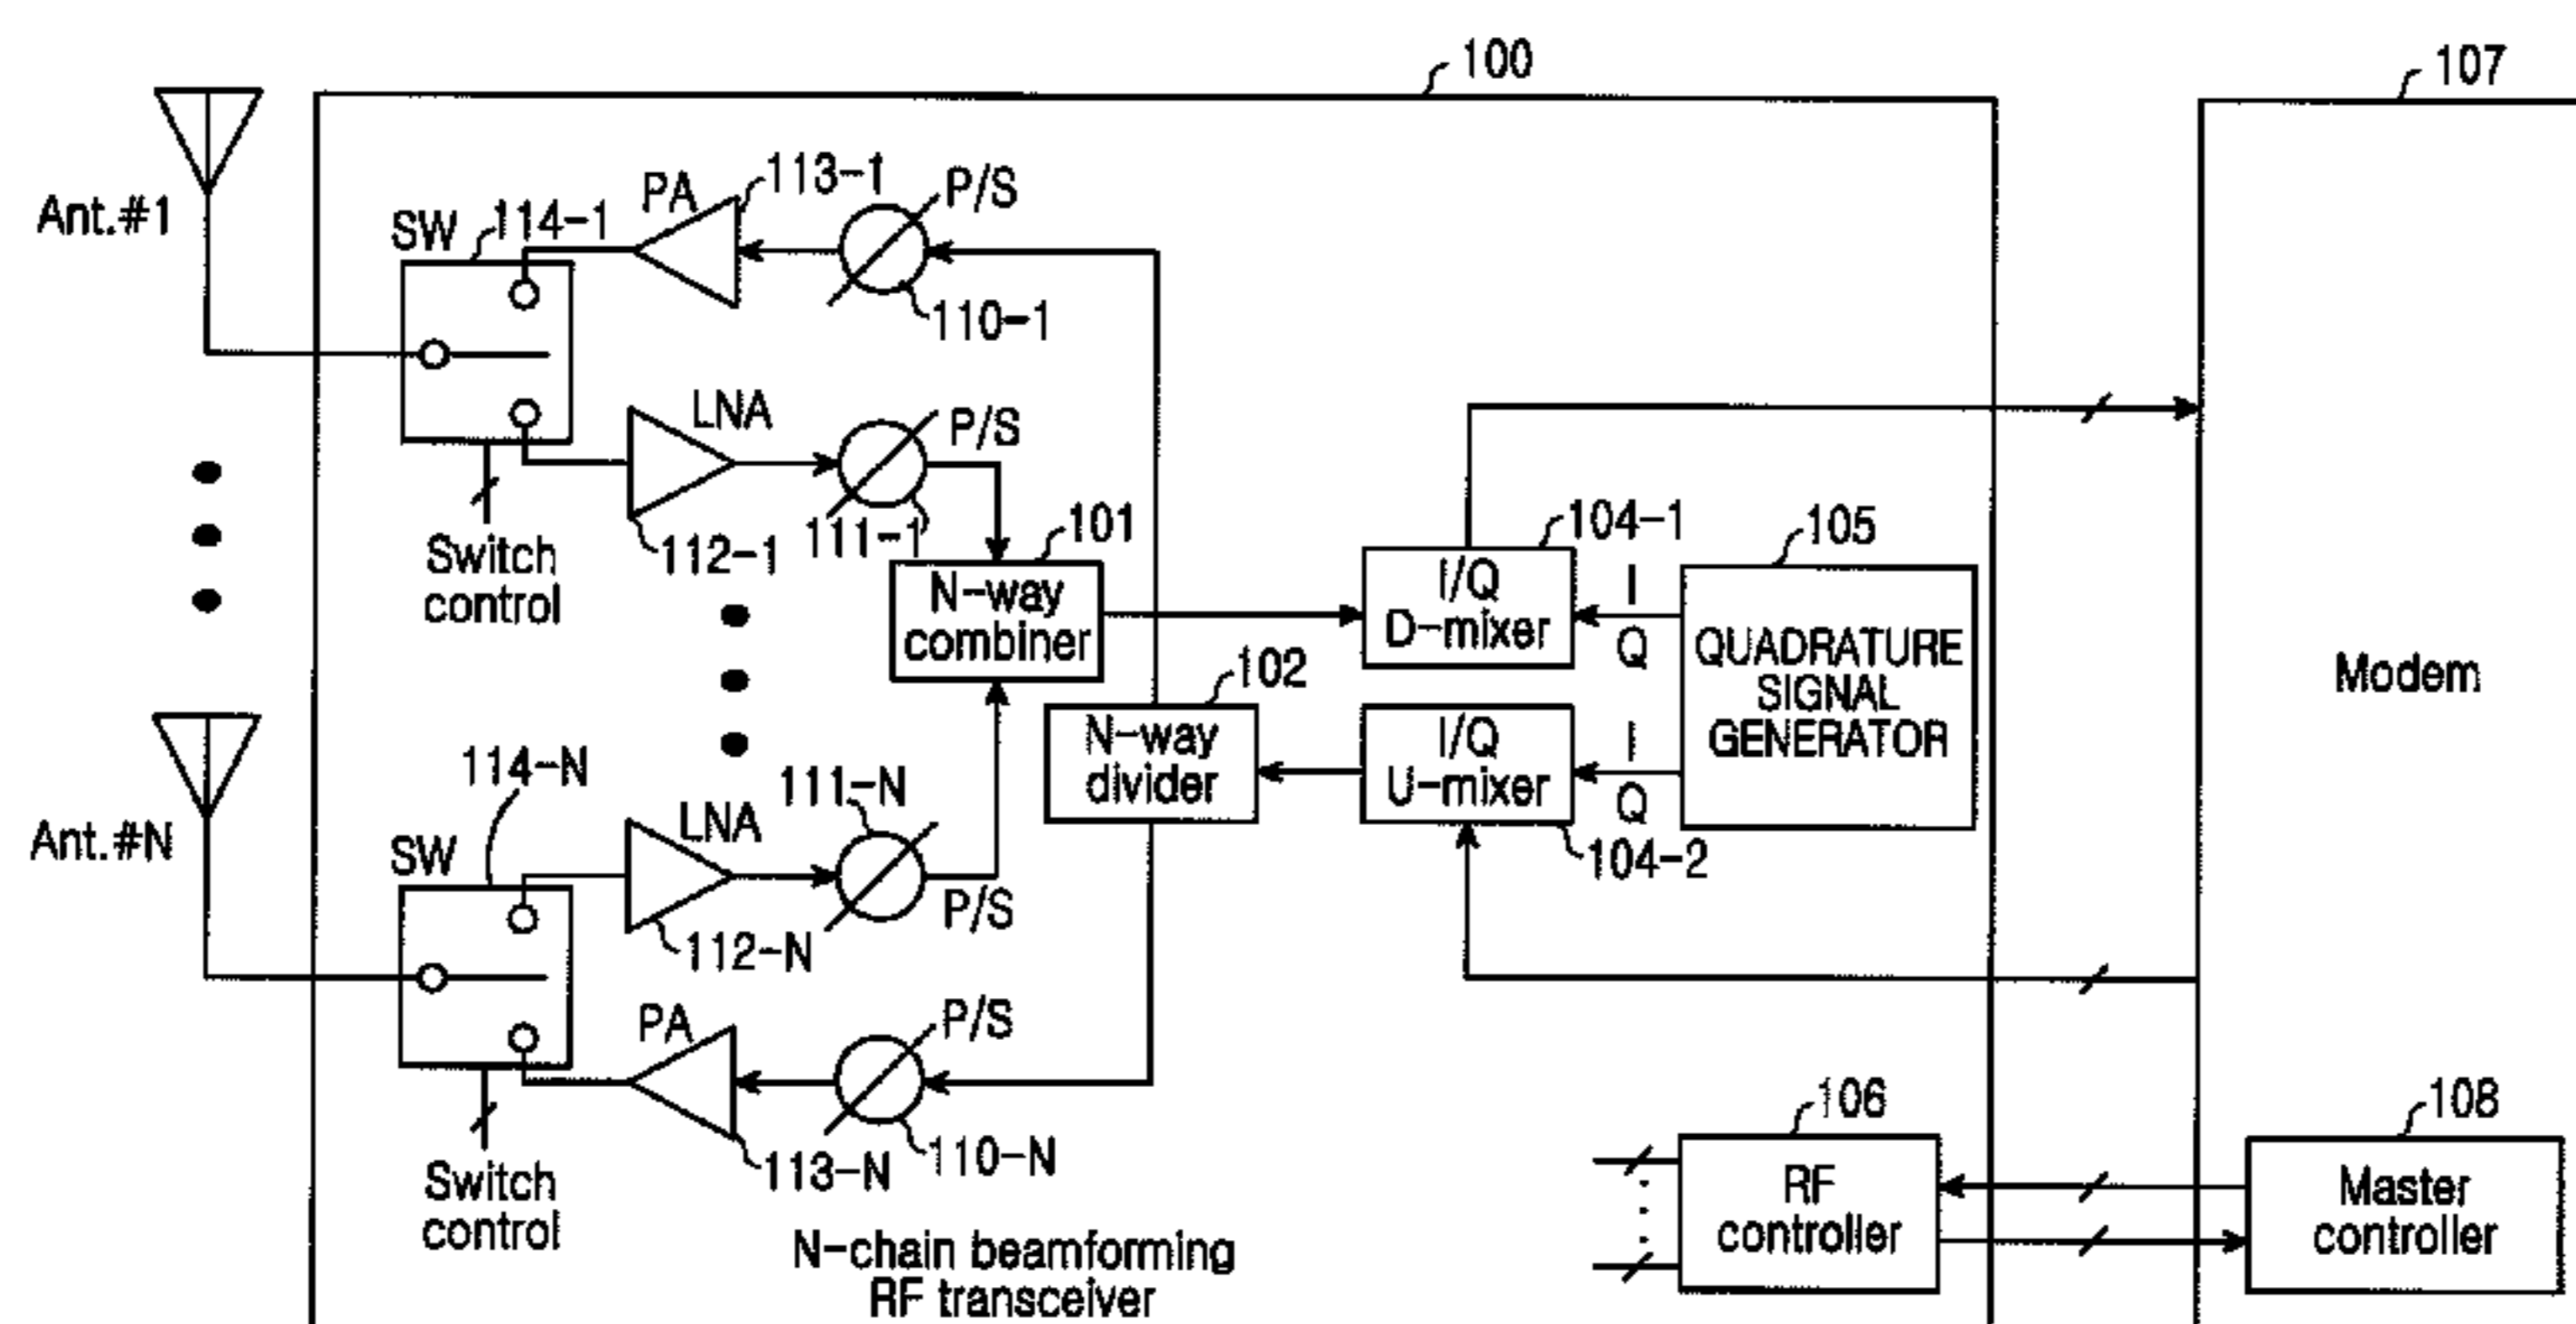 100
107
Ant.#1
SW
114-1
PA
113-1
P/S
110-1
LNA
P/S
112-1
111-1
Switch
control
101
N-way
combiner
104-1
I/Q
D-mixer
I
Q
105
QUADRATURE
SIGNAL
GENERATOR
Modem
102
N-way
divider
I/Q
U-mixer
I
Q
104-2
Ant.#N
SW
114-N
LNA
111-N
P/S
112-N
PA
P/S
113-N
110-N
Switch
control
N-chain beamforming
RF transceiver
106
RF
controller
108
Master
controller